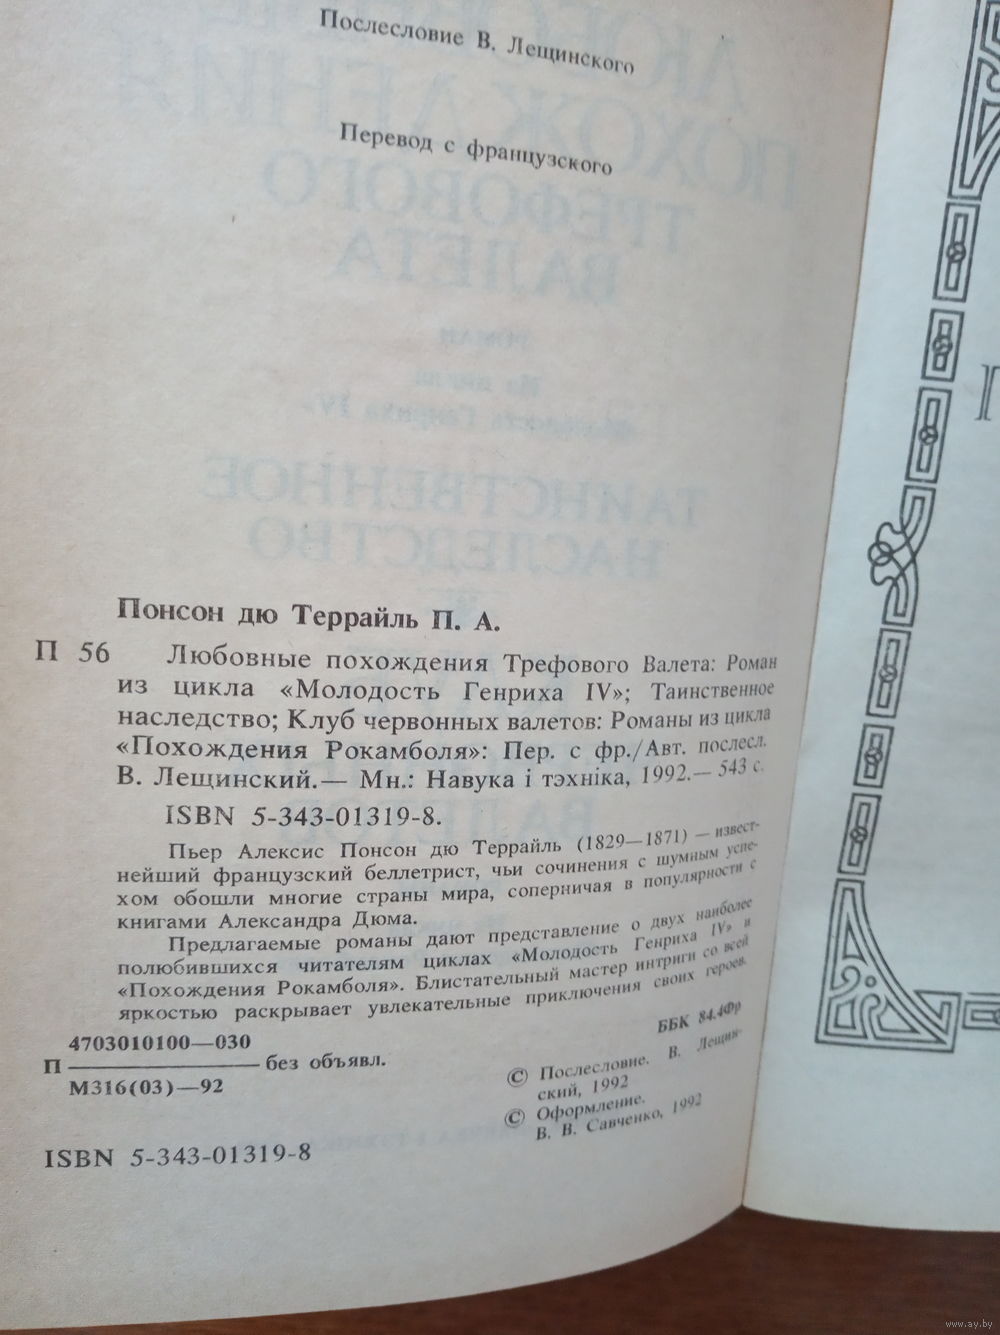 Послесловие В. Лещинского
Перевод с французского
Понсон дю Террайль П. А.
П 56 Любовные похождения Трефового Валета: Роман
из цикла «Молодость Генриха IV»; Таинственное
наследство; Клуб червонных валетов: Романы из цикла
«Похождения Рокамболя»: Пер. с фр./Авт. послесл.
В. Лещинский.— Мн.: Навука і тэхніка, 1992.— 543 с.
ISBN 5-343-01319-8.
Пьер Алексис Понсон дю Террайль (1829—1871) — извест-
нейший французский беллетрист, чьи сочинения с шумным успе-
хом обошли многие страны мира, соперничая в популярности с
книгами Александра Дюма.
Предлагаемые романы дают представление о двух наиболее
полюбившихся читателям циклах «Молодость Генриха IV» и
«Похождения Рокамболя». Блистательный мастер интриги со всей
яркостью раскрывает увлекательные приключения своих героев.
ББК 84.4Фр
4703010100—030
П ——— без объявл.
М316(03)—92
© Послесловие. В. Лещин-
ский, 1992
© Оформление.
В. В. Савченко, 1992
ISBN 5-343-01319-8
www.ay.by